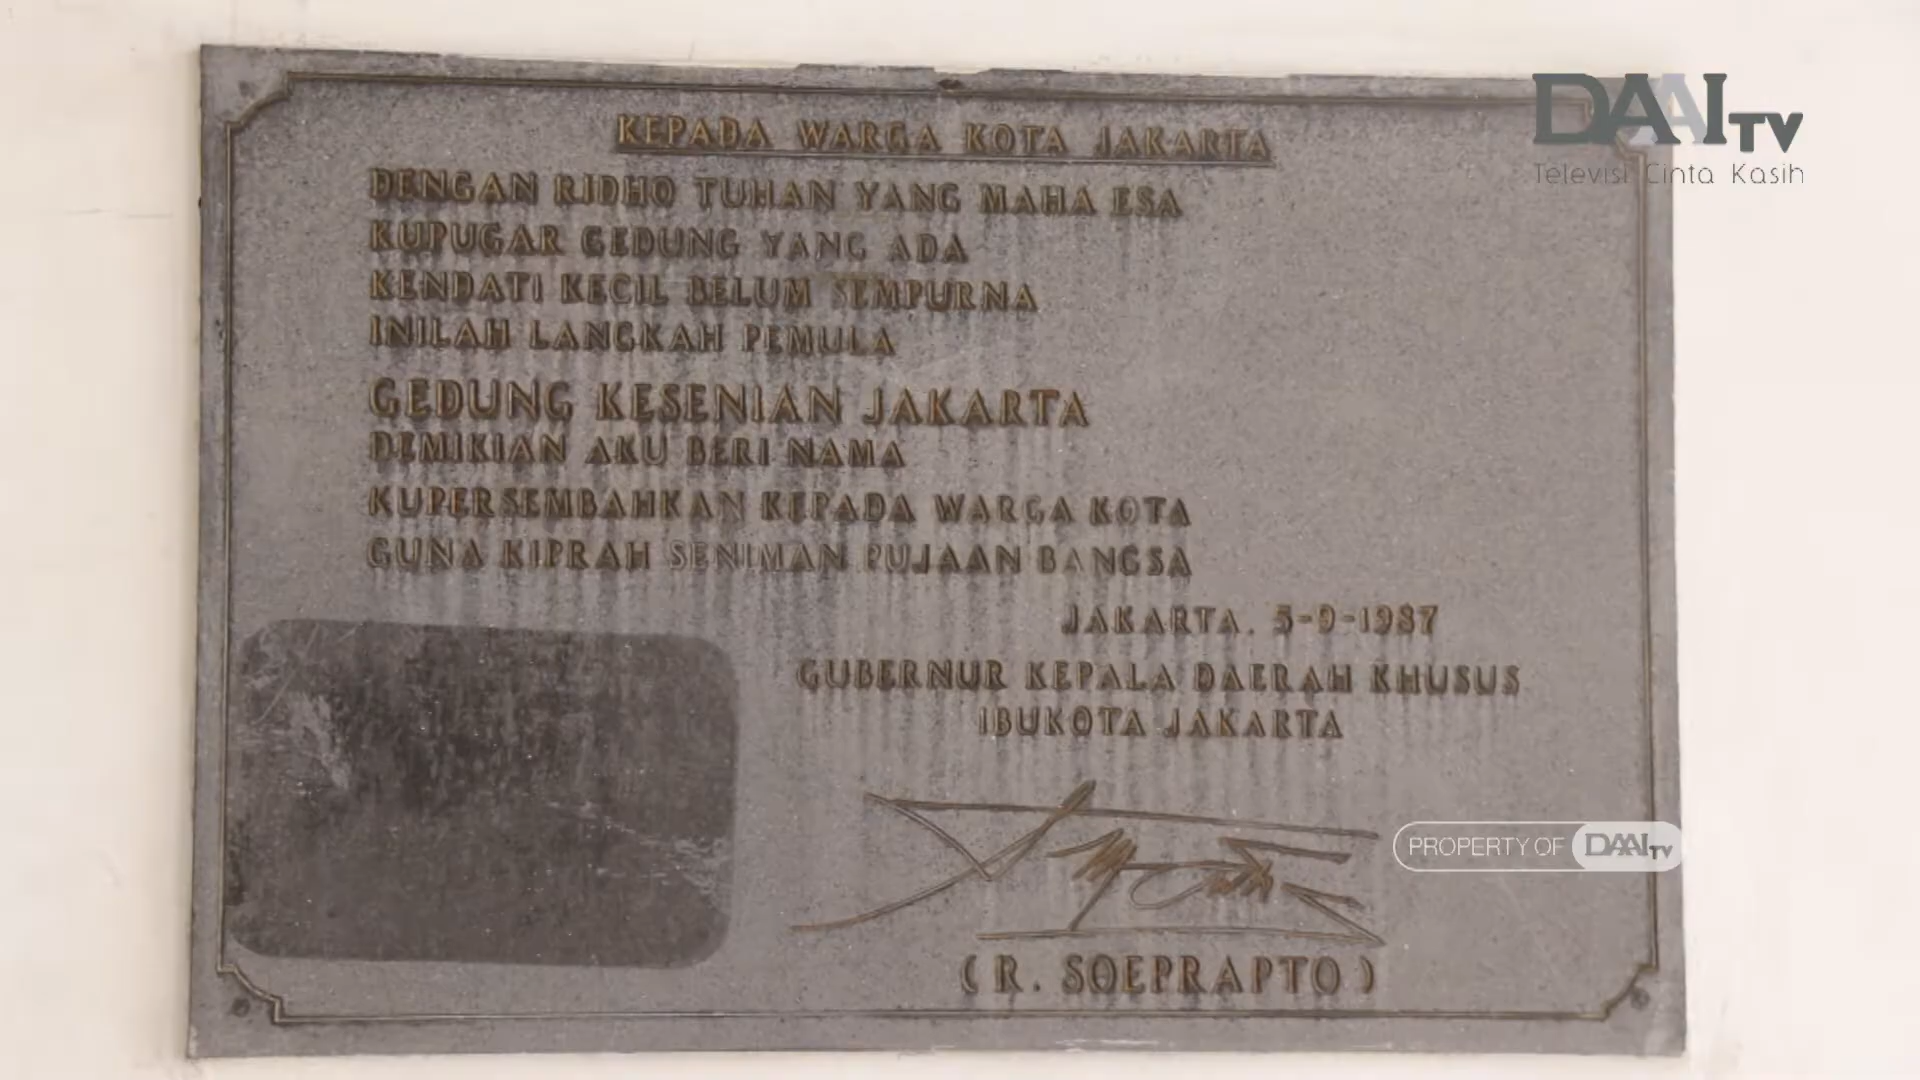 KEPADA WARGA KOTA JAKARTA
DENGAN RIDHO TUHAN YANG MAHA ESA
KUPUGAR GEDUNG YANG ADA
KENDATI KECIL BELUM SEMPURNA
INILAH LANGKAH PEMULA
GEDUNG KESENIAN JAKARTA
DEMIKIAN AKU BERI NAMA
KUPERSEMBAHKAN KEPADA WARGA KOTA
GUNA KIPRAH SENIMAN PUJAAN BANGSA
JAKARTA. 5-9-1987
GUBERNUR KEPALA DAERAH KHUSUS
IBUKOTA JAKARTA
(R. SOEPRAPTO)
DAAI TV
Televisi Cinta Kasih
PROPERTY OF DAAI TV